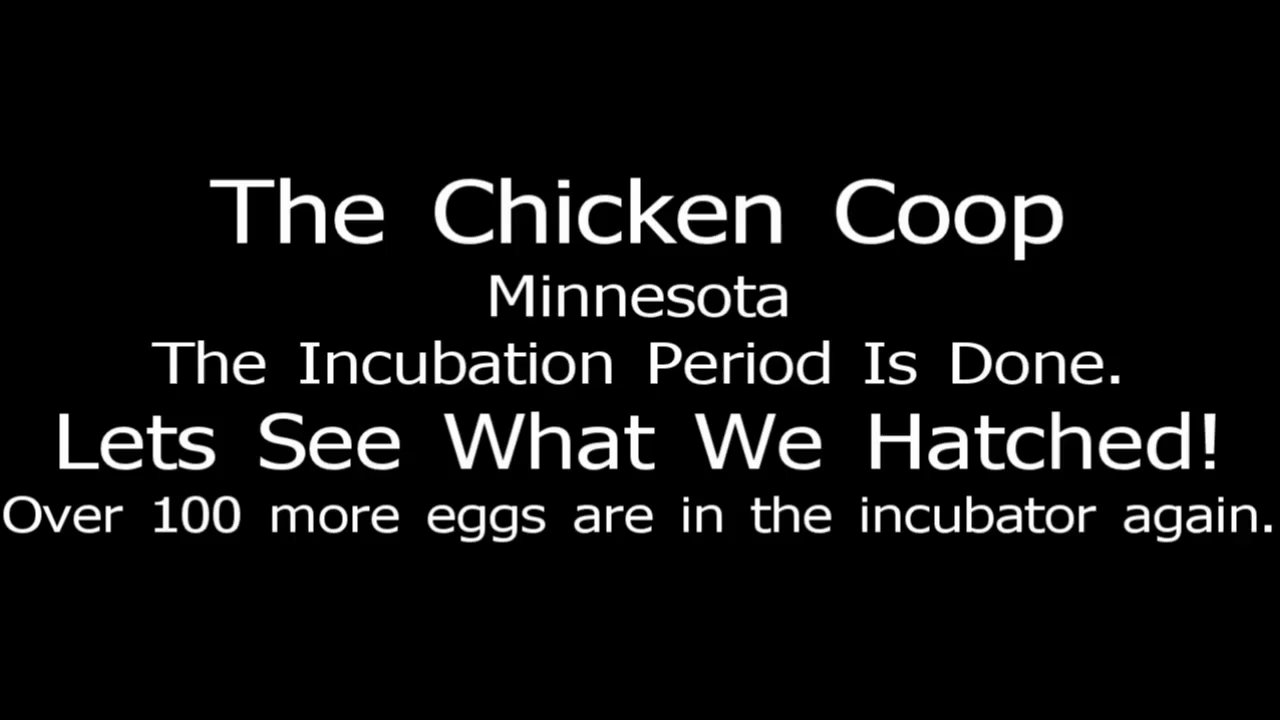 The Chicken Coop
Minnesota
The Incubation Period Is Done.
Lets See What We Hatched!
Over 100 more eggs are in the incubator again.